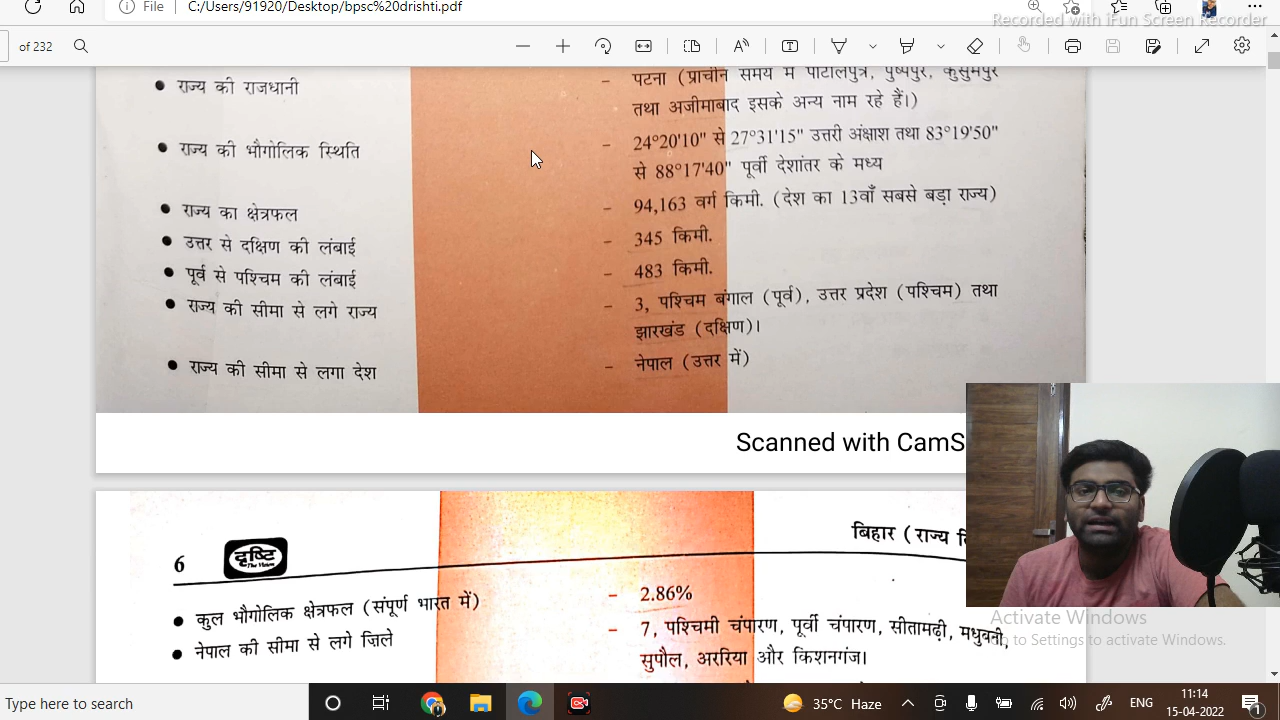 File C:/Users/91920/Desktop/bpsc%20drishti.pdf
Recorded with iFun Screen Recorder
of 232
राज्य की राजधानी – पटना (प्राचीन समय में पाटलिपुत्र, पुष्पपुर, कुसुमपुर
तथा अजीमाबाद इसके अन्य नाम रहे हैं।)
राज्य की भौगोलिक स्थिति – 24°20'10" से 27°31'15" उत्तरी अंक्षाश तथा 83°19'50"
से 88°17'40" पूर्वी देशांतर के मध्य
राज्य का क्षेत्रफल – 94,163 वर्ग किमी. (देश का 13वाँ सबसे बड़ा राज्य)
उत्तर से दक्षिण की लंबाई – 345 किमी.
पूर्व से पश्चिम की लंबाई – 483 किमी.
राज्य की सीमा से लगे राज्य – 3, पश्चिम बंगाल (पूर्व), उत्तर प्रदेश (पश्चिम) तथा
झारखंड (दक्षिण)।
राज्य की सीमा से लगा देश – नेपाल (उत्तर में)
Scanned with CamS
6 दृष्टि The Vision बिहार (राज्य
कुल भौगोलिक क्षेत्रफल (संपूर्ण भारत में) – 2.86%
नेपाल की सीमा से लगे ज़िले – 7, पश्चिमी चंपारण, पूर्वी चंपारण, सीतामढ़ी, मधुबनी,
सुपौल, अररिया और किशनगंज।
Activate Windows
to Settings to activate Windows.
Type here to search
35°C Haze
ENG
11:14
15-04-2022
1